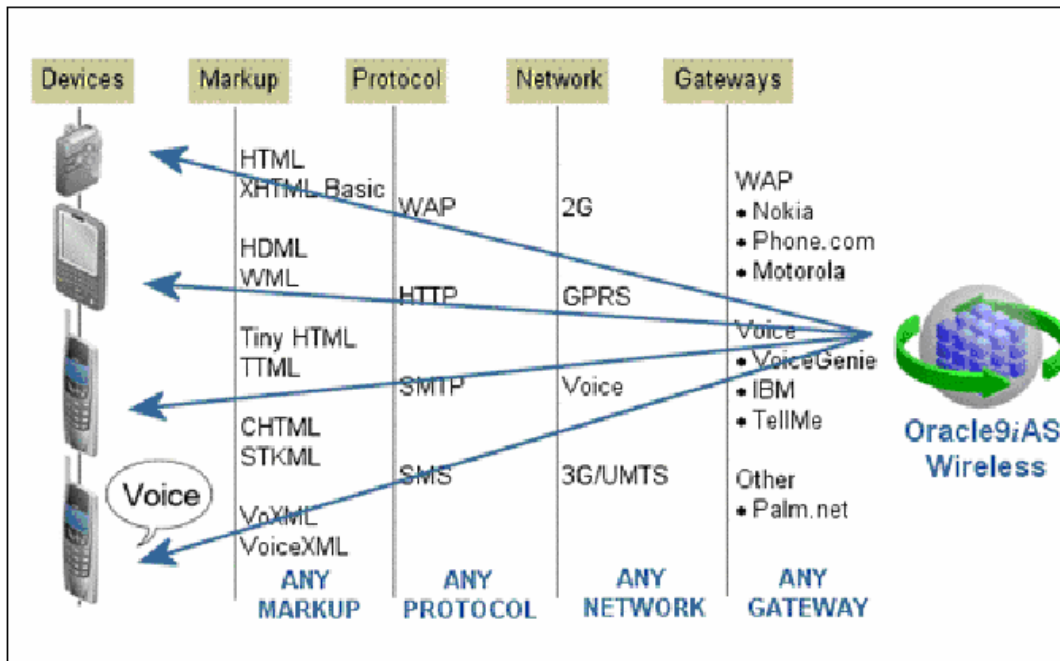 Devices
Markup
Protocol
Network
Gateways
HTML
XHTML Basic
HDML
WML
Tiny HTML
TTML
CHTML
STKML
VoXML
VoiceXML
ANY
MARKUP
WAP
HTTP
SMTP
SMS
ANY
PROTOCOL
2G
GPRS
Voice
3G/UMTS
ANY
NETWORK
WAP
• Nokia
• Phone.com
• Motorola
Voice
• VoiceGenie
• IBM
• TellMe
Other
• Palm.net
ANY
GATEWAY
Voice
Oracle9iAS
Wireless